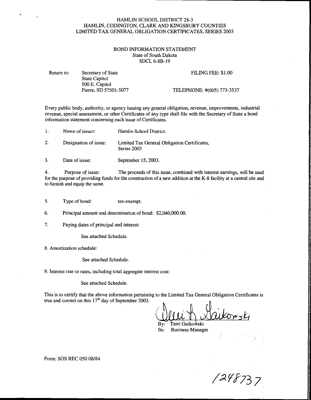 HAMLIN SCHOOL DISTRICT 28-3
HAMLIN, CODINGTON, CLARK AND KINGSBURY COUNTIES
LIMITED TAX GENERAL OBLIGATION CERTIFICATES, SERIES 2003
BOND INFORMATION STATEMENT
State of South Dakota
SDCL 6-8B-19
Return to: Secretary of State FILING FEE: $1.00
State Capitol
500 E. Capitol
Pierre, SD 57501-5077 TELEPHONE: #(605) 773-3537
Every public body, authority, or agency issuing any general obligation, revenue, improvements, industrial
revenue, special assessment, or other Certificates of any type shall file with the Secretary of State a bond
information statement concerning each issue of Certificates.
1. Name of issuer: Hamlin School District.
2. Designation of issue: Limited Tax General Obligation Certificates,
Series 2003
3. Date of issue: September 15, 2003.
4. Purpose of issue: The proceeds of this issue, combined with interest earnings, will be used
for the purpose of providing funds for the construction of a new addition at the K-8 facility at a central site and
to furnish and equip the same.
5. Type of bond: tax-exempt.
6. Principal amount and denomination of bond: $2,040,000.00.
7. Paying dates of principal and interest:
See attached Schedule.
8. Amortization schedule:
See attached Schedule.
9. Interest rate or rates, including total aggregate interest cost:
See attached Schedule.
This is to certify that the above information pertaining to the Limited Tax General Obligation Certificates is
true and correct on this 17th day of September 2003.
Gaikowski
By: Terri Gaikowski
Its: Business Manager
Form: SOS REC 050 08/84
1248737